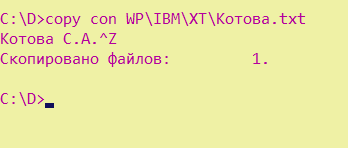 C:\D>copy con WP\IBM\XT\Котова.txt
Котова С.А.^Z
Скопировано файлов:         1.
C:\D>